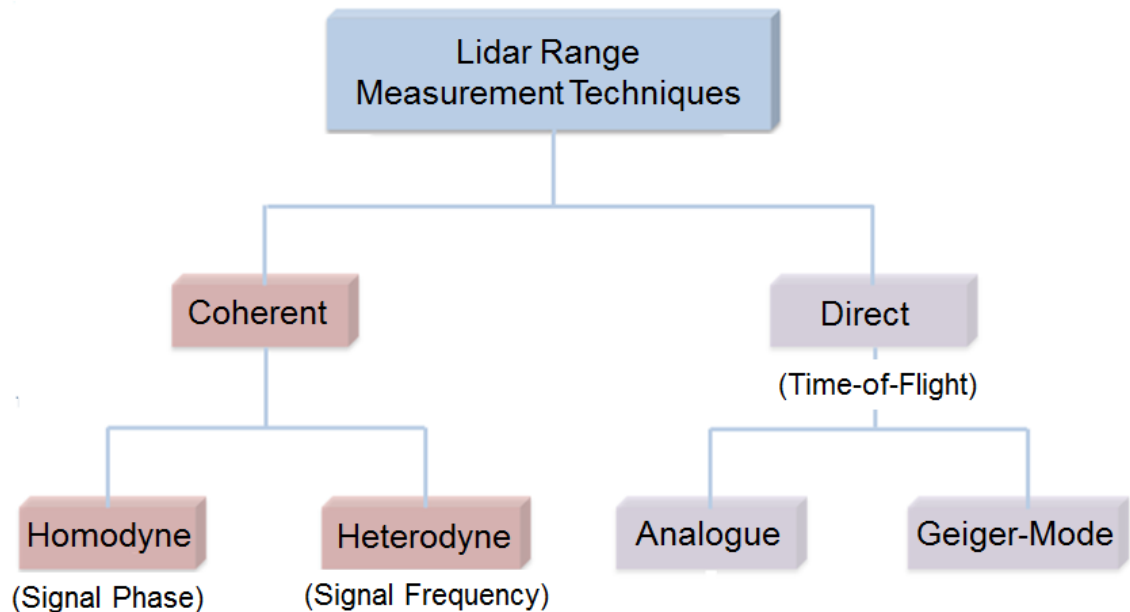 Lidar Range
Measurement Techniques
Coherent
Direct
(Time-of-Flight)
Homodyne
Heterodyne
Analogue
Geiger-Mode
(Signal Phase)
(Signal Frequency)